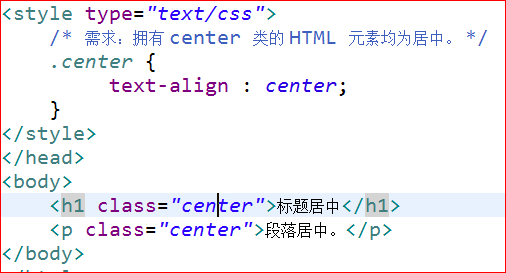 <style type="text/css">
/* 需求：拥有 center 类的 HTML 元素均为居中。 */
.center {
text-align : center;
}
</style>
</head>
<body>
<h1 class="center">标题居中</h1>
<p class="center">段落居中。</p>
</body>